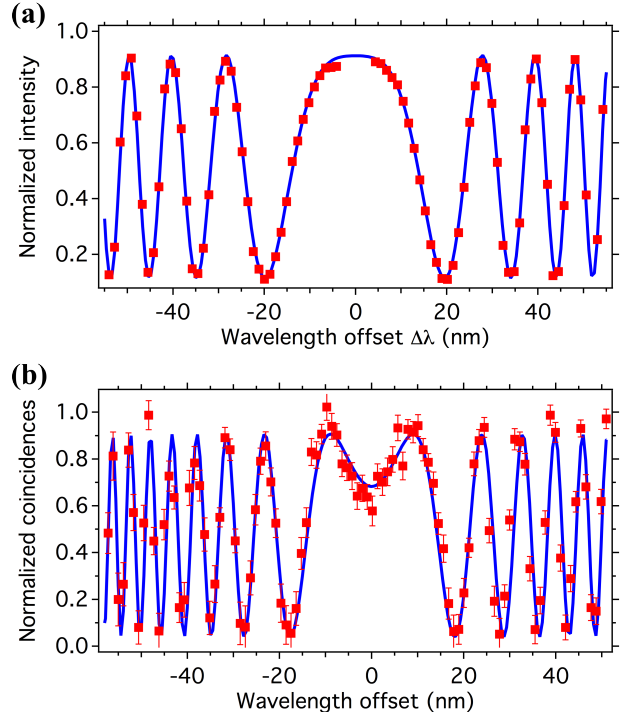 (a)
Normalized intensity
1.0
0.8
0.6
0.4
0.2
-40 -20 0 20 40
Wavelength offset Δλ (nm)
(b)
Normalized coincidences
1.0
0.8
0.6
0.4
0.2
0.0
-40 -20 0 20 40
Wavelength offset (nm)